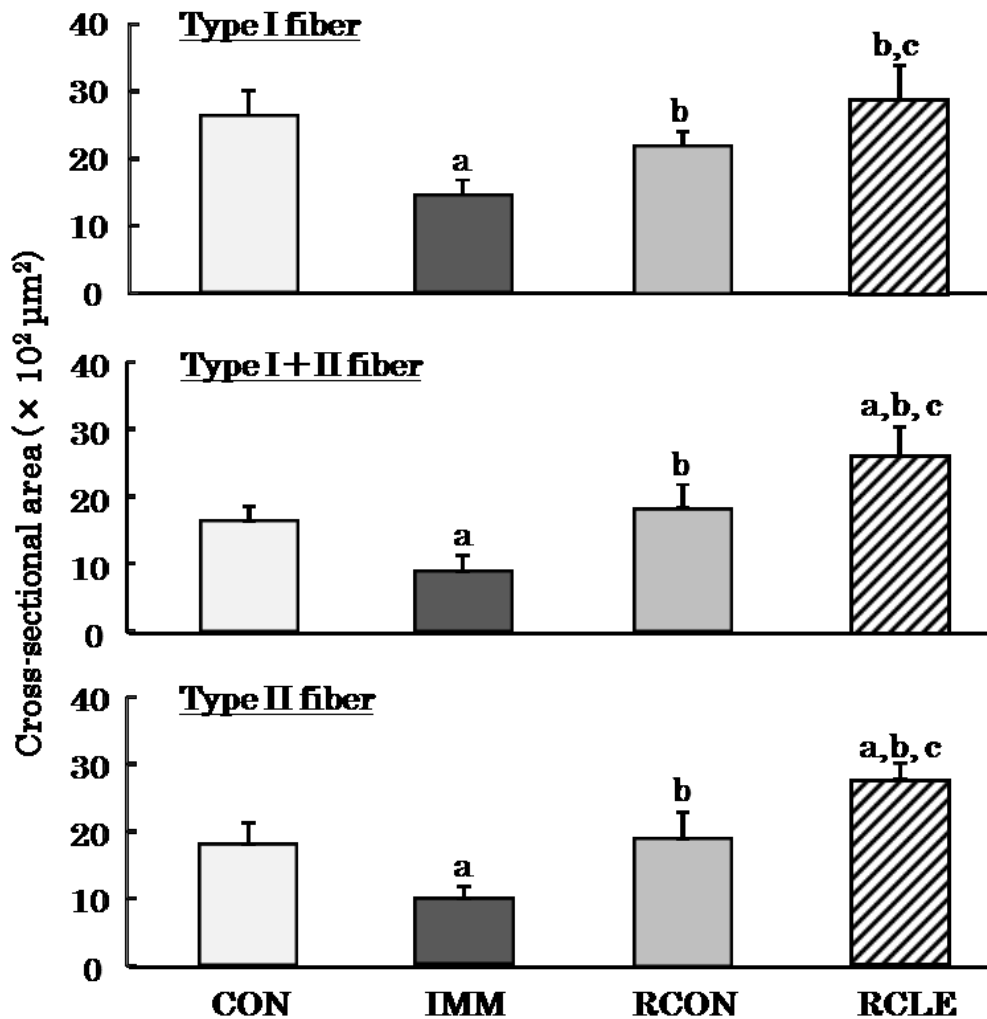 Cross-sectional area (× 10² μm²)
Type I fiber
40
30
20
10
0
a
b
b,c
Type I+II fiber
40
30
20
10
0
a
b
a,b, c
Type II fiber
40
30
20
10
0
a
b
a,b, c
CON IMM RCON RCLE